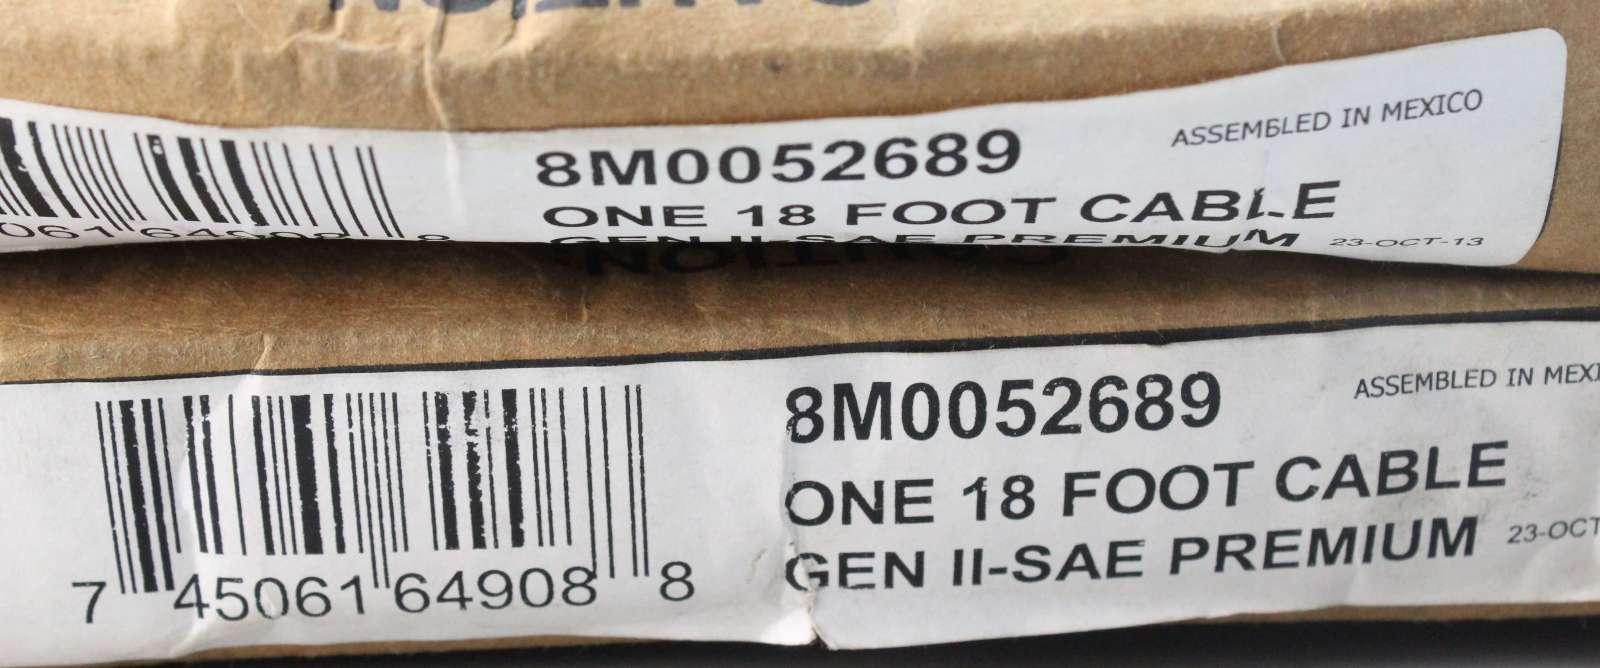 8M0052689
ASSEMBLED IN MEXICO
ONE 18 FOOT CABLE
GEN II-SAE PREMIUM
23-OCT-13
8M0052689
ASSEMBLED IN MEXI
ONE 18 FOOT CABLE
GEN II-SAE PREMIUM
23-OCT
7 45061 64908 8